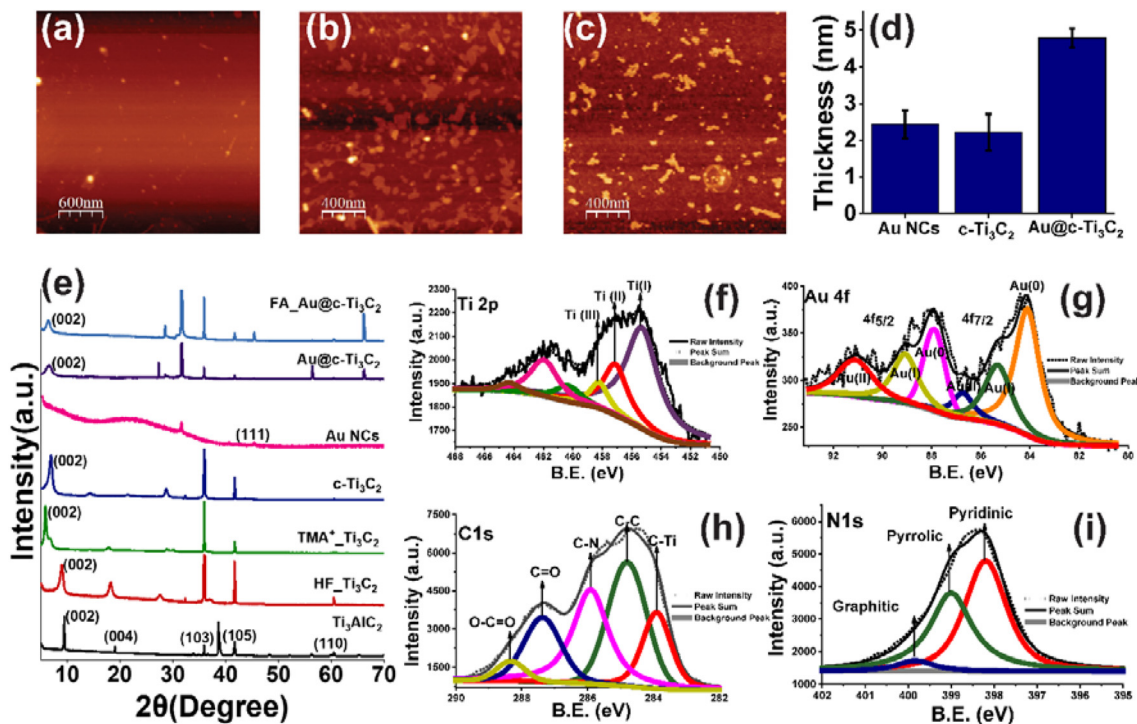 (a)
600nm
(b)
400nm
(c)
400nm
(d)
Thickness (nm)
5
4
3
2
1
0
Au NCs
c-Ti₃C₂
Au@c-Ti₃C₂
(e)
Intensity(a.u.)
(002)
FA_Au@c-Ti₃C₂
(002)
Au@c-Ti₃C₂
Au NCs
(111)
(002)
c-Ti₃C₂
(002)
TMA⁺_Ti₃C₂
(002)
HF_Ti₃C₂
(002)
(004)
(103)
(105)
Ti₃AlC₂
(110)
10 20 30 40 50 60 70
2θ(Degree)
Ti 2p
(f)
Ti (III)
Ti (II)
Ti(I)
Raw Intensity
Peak Sum
Background Peak
Intensity (a.u.)
2300
2200
2100
2000
1900
1800
1700
468 466 464 462 460 458 456 454 452 450
B.E. (eV)
Au 4f
(g)
4f5/2
4f7/2
Au(0)
Au(0)
Au(II)
Au(I)
Au(I)
Raw Intensity
Peak Sum
Background Peak
Intensity (a.u.)
400
350
300
250
92 90 88 86 84 82 80
B.E. (eV)
C1s
(h)
O-C=O
C=O
C-N
C-C
C-Ti
Raw Intensity
Peak Sum
Background Peak
Intensity (a.u.)
7500
6000
4500
3000
1500
290 288 286 284 282
B.E. (eV)
N1s
(i)
Graphitic
Pyrrolic
Pyridinic
Raw Intensity
Peak Sum
Background Peak
Intensity (a.u.)
6000
5000
4000
3000
2000
1000
402 400 399 398 397 396 395
B.E. (eV)